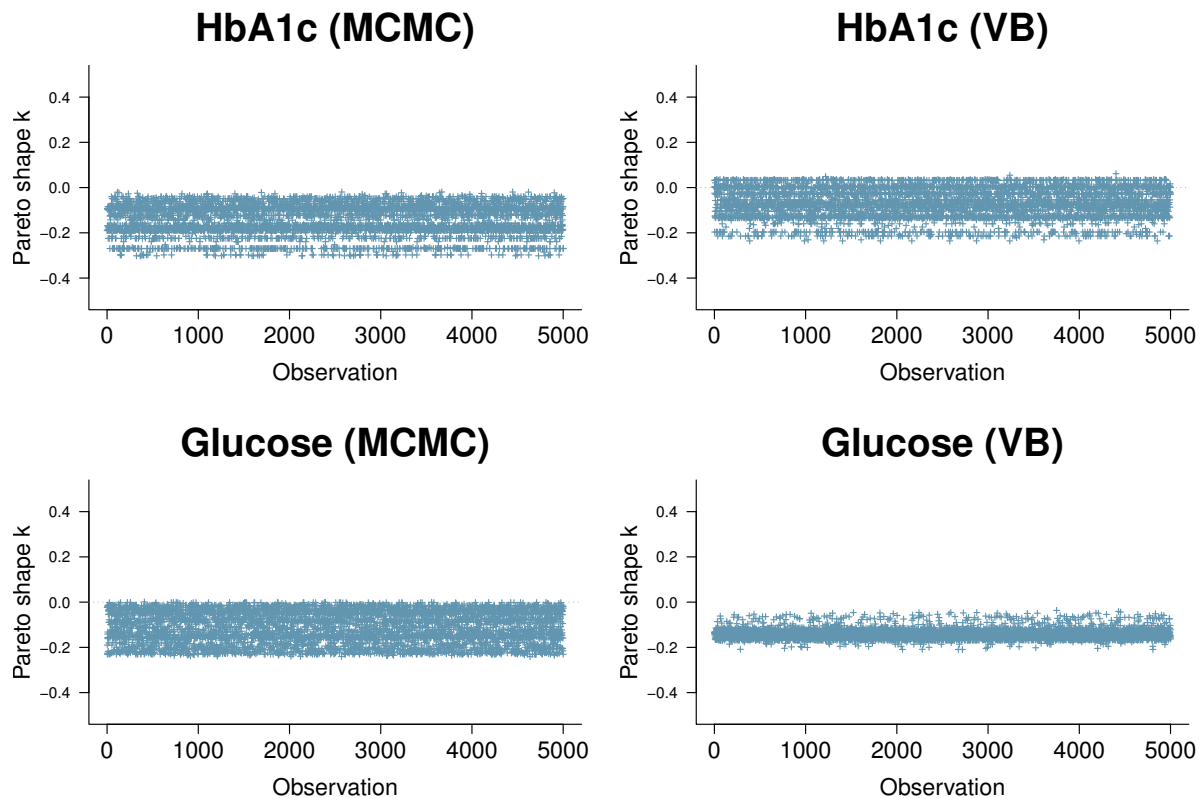 HbA1c (MCMC)
Pareto shape k
0.4
0.2
0.0
−0.2
−0.4
0 1000 2000 3000 4000 5000
Observation
HbA1c (VB)
Pareto shape k
0.4
0.2
0.0
−0.2
−0.4
0 1000 2000 3000 4000 5000
Observation
Glucose (MCMC)
Pareto shape k
0.4
0.2
0.0
−0.2
−0.4
0 1000 2000 3000 4000 5000
Observation
Glucose (VB)
Pareto shape k
0.4
0.2
0.0
−0.2
−0.4
0 1000 2000 3000 4000 5000
Observation